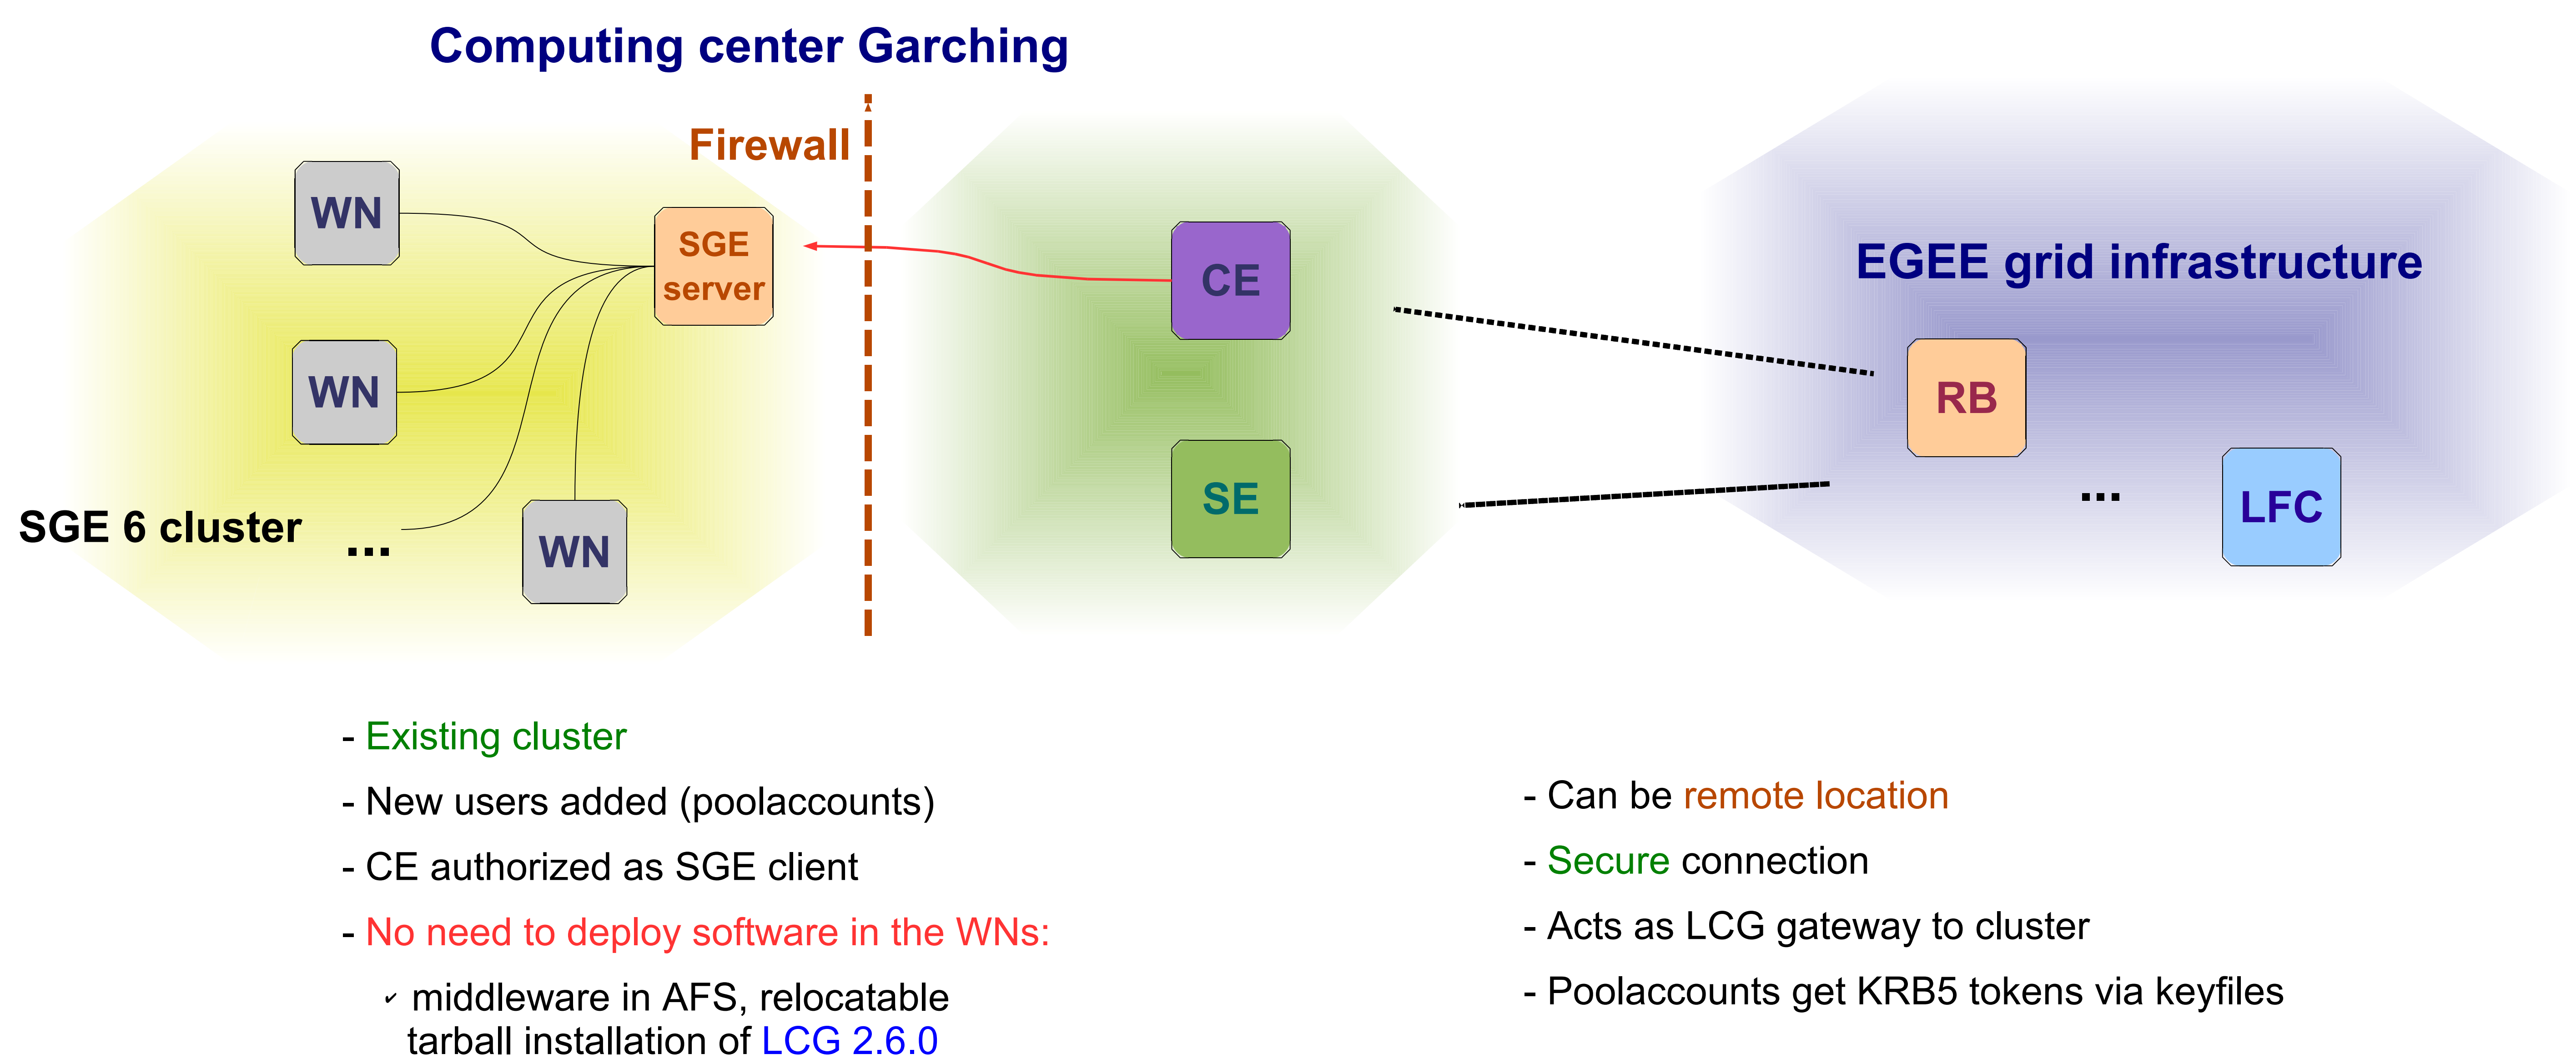 Computing center Garching
Firewall
WN
SGE
server
WN
SGE 6 cluster
...
WN
CE
SE
EGEE grid infrastructure
RB
...
LFC
- Existing cluster
- New users added (poolaccounts)
- CE authorized as SGE client
- No need to deploy software in the WNs:
✔ middleware in AFS, relocatable
tarball installation of LCG 2.6.0
- Can be remote location
- Secure connection
- Acts as LCG gateway to cluster
- Poolaccounts get KRB5 tokens via keyfiles